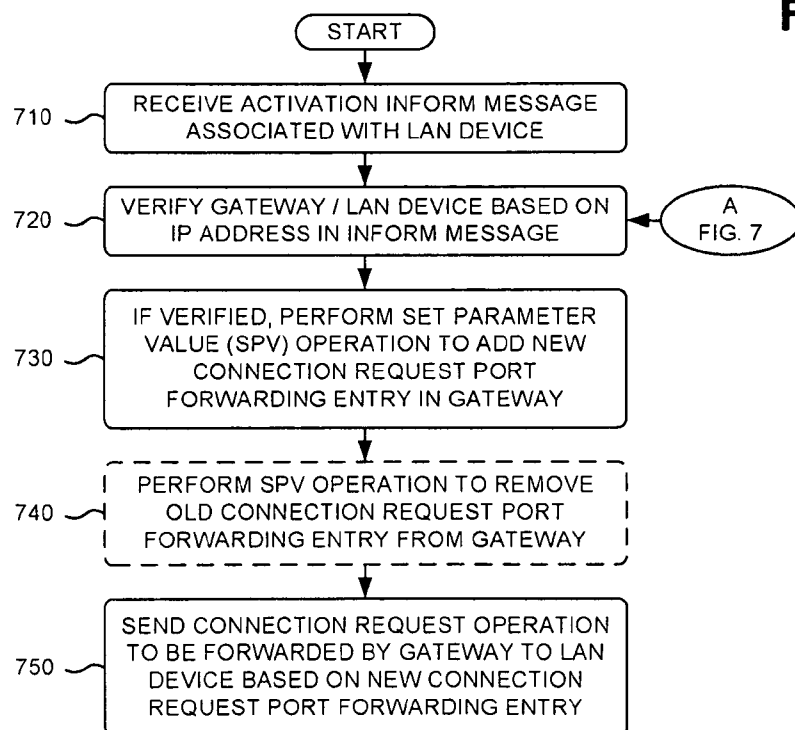 START
710
RECEIVE ACTIVATION INFORM MESSAGE
ASSOCIATED WITH LAN DEVICE
720
VERIFY GATEWAY / LAN DEVICE BASED ON
IP ADDRESS IN INFORM MESSAGE
A
FIG. 7
730
IF VERIFIED, PERFORM SET PARAMETER
VALUE (SPV) OPERATION TO ADD NEW
CONNECTION REQUEST PORT
FORWARDING ENTRY IN GATEWAY
740
PERFORM SPV OPERATION TO REMOVE
OLD CONNECTION REQUEST PORT
FORWARDING ENTRY FROM GATEWAY
750
SEND CONNECTION REQUEST OPERATION
TO BE FORWARDED BY GATEWAY TO LAN
DEVICE BASED ON NEW CONNECTION
REQUEST PORT FORWARDING ENTRY